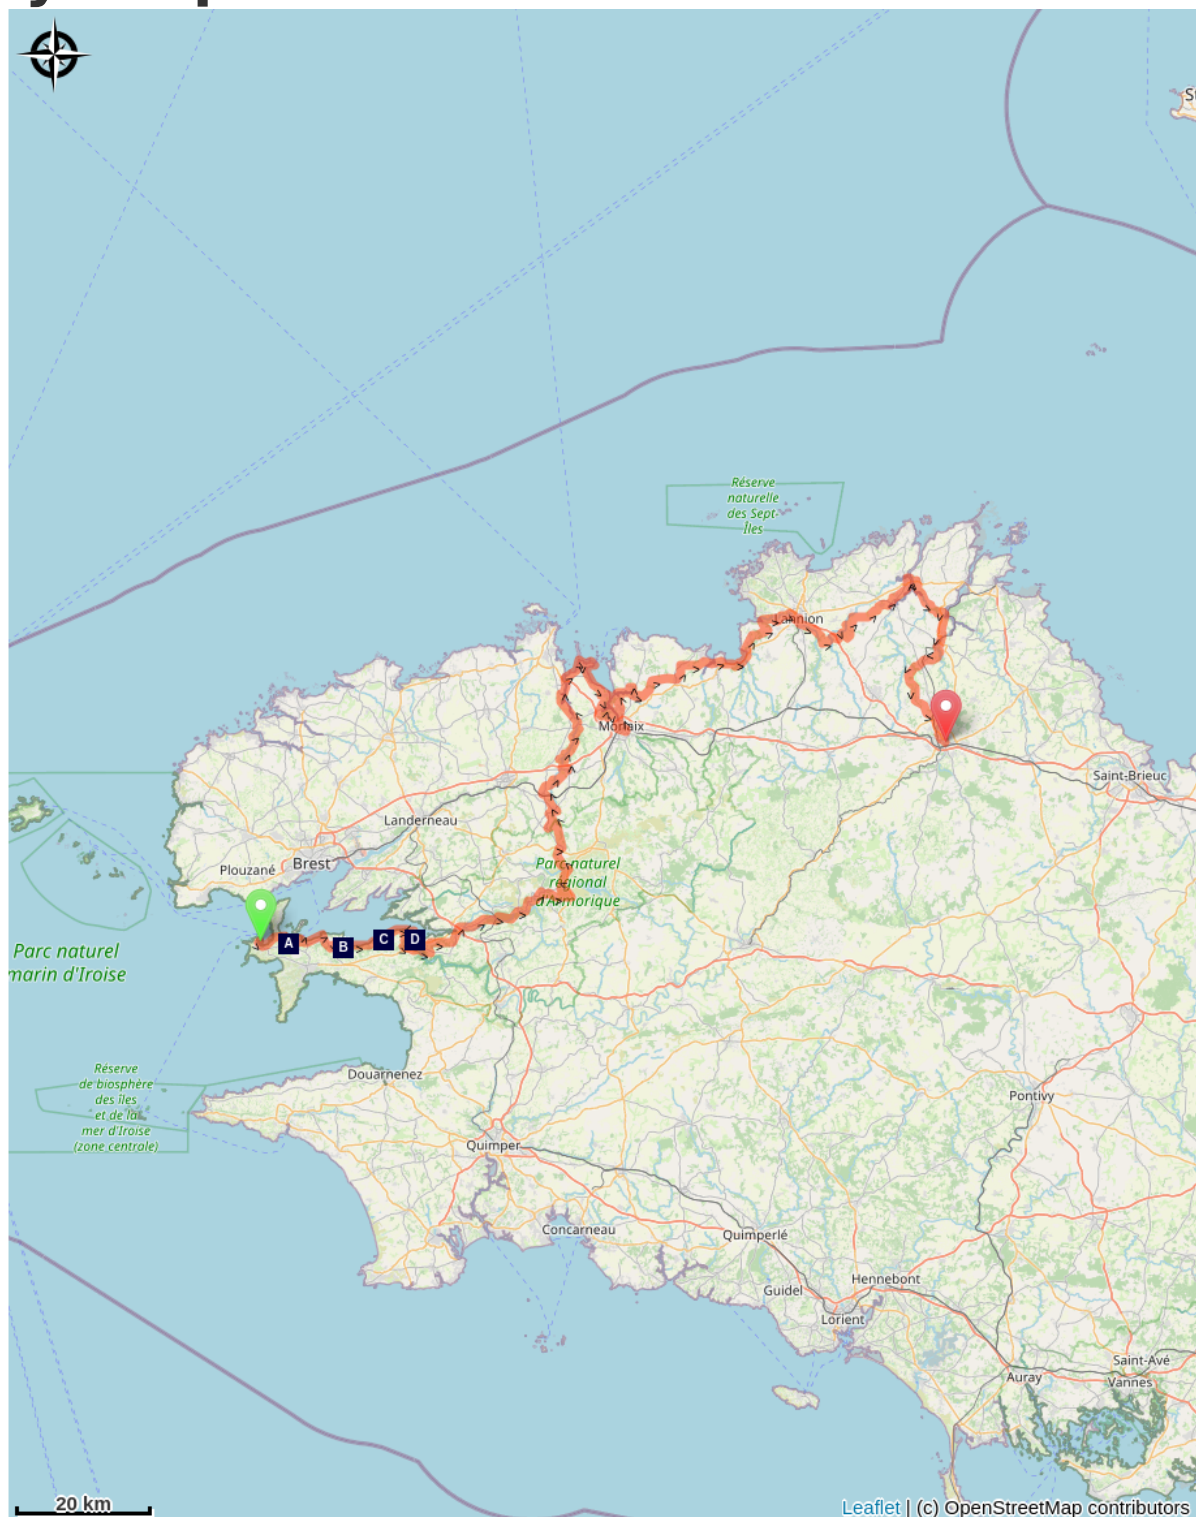 St
Réserve
naturelle
des Sept-
Îles
Lannion
Morlaix
Saint-Brieuc
Landerneau
Brest
Plouzané
Parc naturel
régional
d'Armorique
A
B
C
D
Parc naturel
marin d'Iroise
Réserve
de biosphère
des îles
et de la
mer d'Iroise
(zone centrale)
Douarnenez
Pontivy
Quimper
Concarneau
Quimperlé
Hennebont
Guidel
Lorient
Saint-Avé
Auray
Vannes
20 km
Leaflet | (c) OpenStreetMap contributors